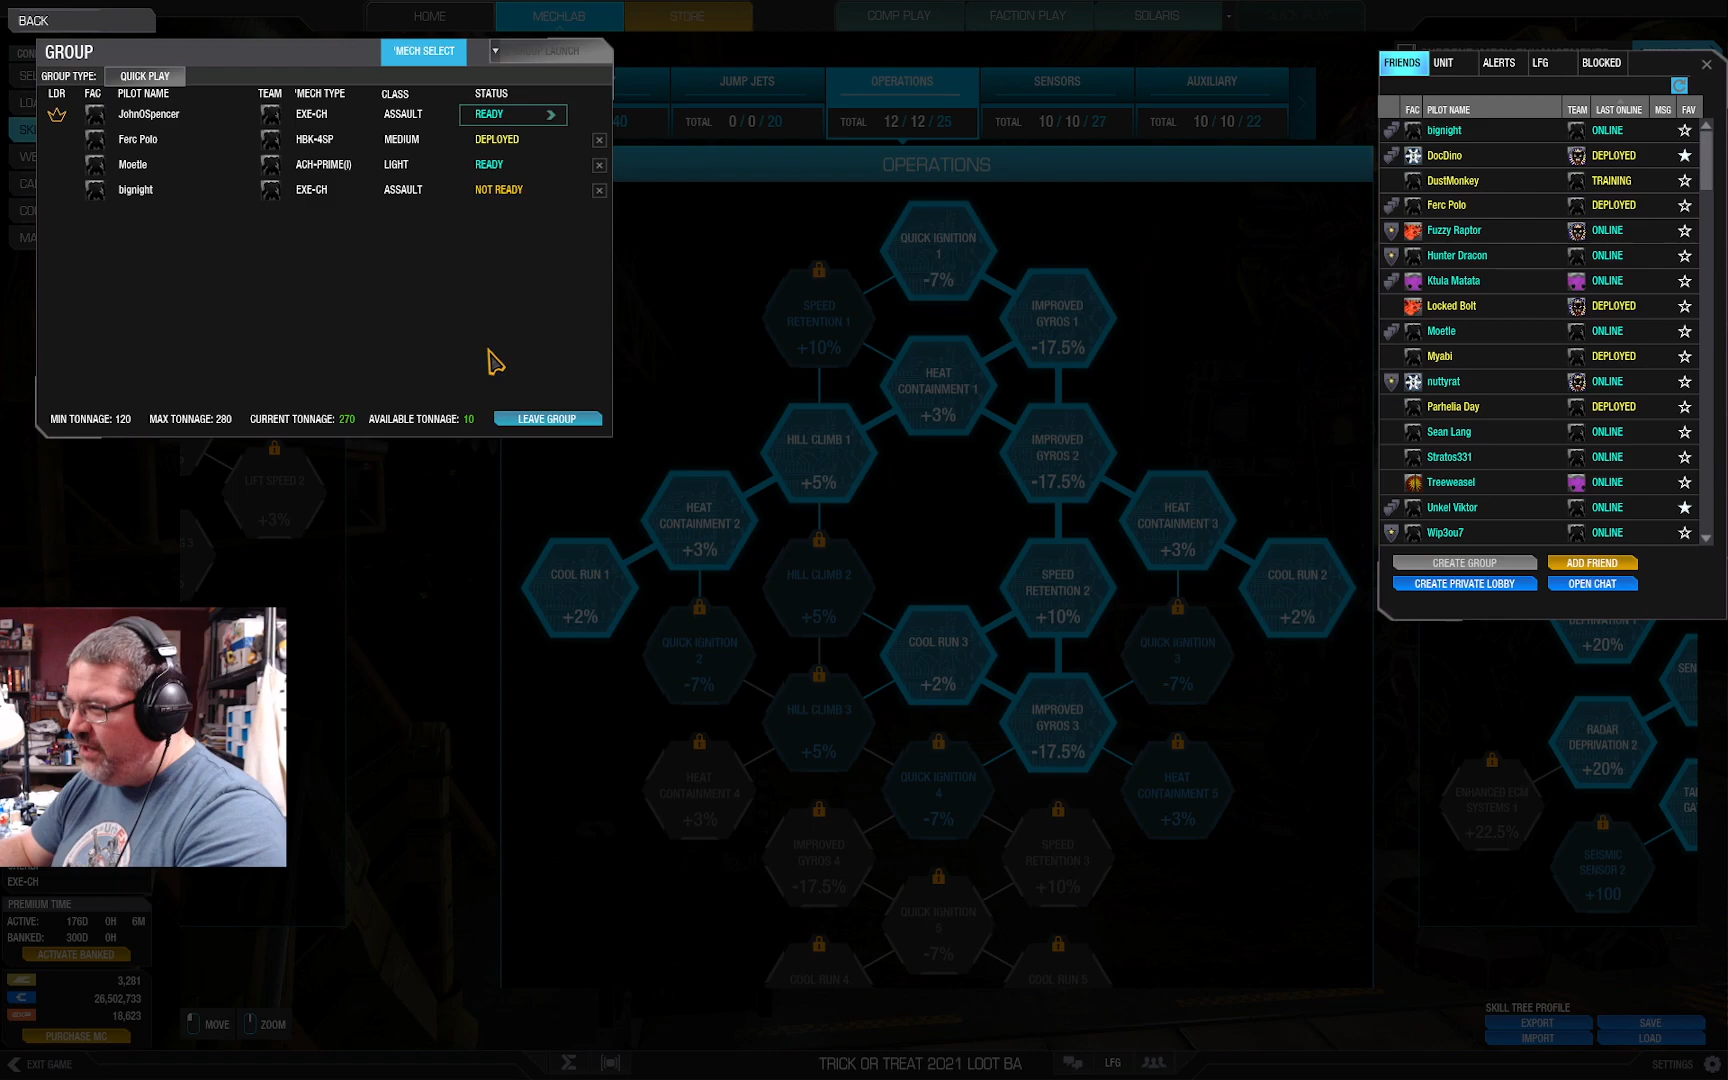 BACK
HOME
MECHLAB
STORE
COMP PLAY
FACTION PLAY
SOLARIS
GROUP
'MECH SELECT
GROUP LAUNCH
GROUP TYPE: QUICK PLAY
LDR FAC PILOT NAME TEAM 'MECH TYPE CLASS STATUS
JohnOSpencer EXE-CH ASSAULT READY
Ferc Polo HBK-4SP MEDIUM DEPLOYED
Moetle ACH-PRIME(I) LIGHT READY
bignight EXE-CH ASSAULT NOT READY
MIN TONNAGE: 120 MAX TONNAGE: 280 CURRENT TONNAGE: 270 AVAILABLE TONNAGE: 10 LEAVE GROUP
JUMP JETS
TOTAL 0 / 0 / 20
OPERATIONS
TOTAL 12 / 12 / 25
SENSORS
TOTAL 10 / 10 / 27
AUXILIARY
TOTAL 10 / 10 / 22
OPERATIONS
QUICK IGNITION 1
-7%
SPEED RETENTION 1
+10%
IMPROVED GYROS 1
-17.5%
HEAT CONTAINMENT 1
+3%
HILL CLIMB 1
+5%
IMPROVED GYROS 2
-17.5%
HEAT CONTAINMENT 2
+3%
HEAT CONTAINMENT 3
+3%
COOL RUN 1
+2%
HILL CLIMB 2
+5%
SPEED RETENTION 2
+10%
COOL RUN 2
+2%
QUICK IGNITION 2
-7%
COOL RUN 3
+2%
QUICK IGNITION 3
-7%
HILL CLIMB 3
+5%
IMPROVED GYROS 3
-17.5%
HEAT CONTAINMENT 4
+3%
QUICK IGNITION 4
-7%
HEAT CONTAINMENT 5
+3%
IMPROVED GYROS 4
-17.5%
SPEED RETENTION 3
+10%
QUICK IGNITION 5
-7%
COOL RUN 4
COOL RUN 5
LIFT SPEED 2
+3%
FRIENDS UNIT ALERTS LFG BLOCKED
FAC PILOT NAME TEAM LAST ONLINE MSG FAV
bignight ONLINE
DocDino DEPLOYED
DustMonkey TRAINING
Ferc Polo DEPLOYED
Fuzzy Raptor ONLINE
Hunter Dracon ONLINE
Ktula Matata ONLINE
Locked Bolt DEPLOYED
Moetle ONLINE
Myabi DEPLOYED
nuttyrat ONLINE
Parhelia Day DEPLOYED
Sean Lang ONLINE
Stratos331 ONLINE
Treeweasel ONLINE
Unkel Viktor ONLINE
Wip3ou7 ONLINE
CREATE GROUP ADD FRIEND
CREATE PRIVATE LOBBY OPEN CHAT
+20%
RADAR DEPRIVATION 2
+20%
ENHANCED ECM SYSTEMS 1
+22.5%
SEISMIC SENSOR 2
+100
EXE-CH
PREMIUM TIME
ACTIVE: 176D 0H 6M
BANKED: 300D 0H
ACTIVATE BANKED
3,281
26,502,733
18,623
PURCHASE MC
MOVE ZOOM
SKILL TREE PROFILE
EXPORT SAVE
IMPORT LOAD
EXIT GAME
TRICK OR TREAT 2021 LOOT BA
LFG
SETTINGS